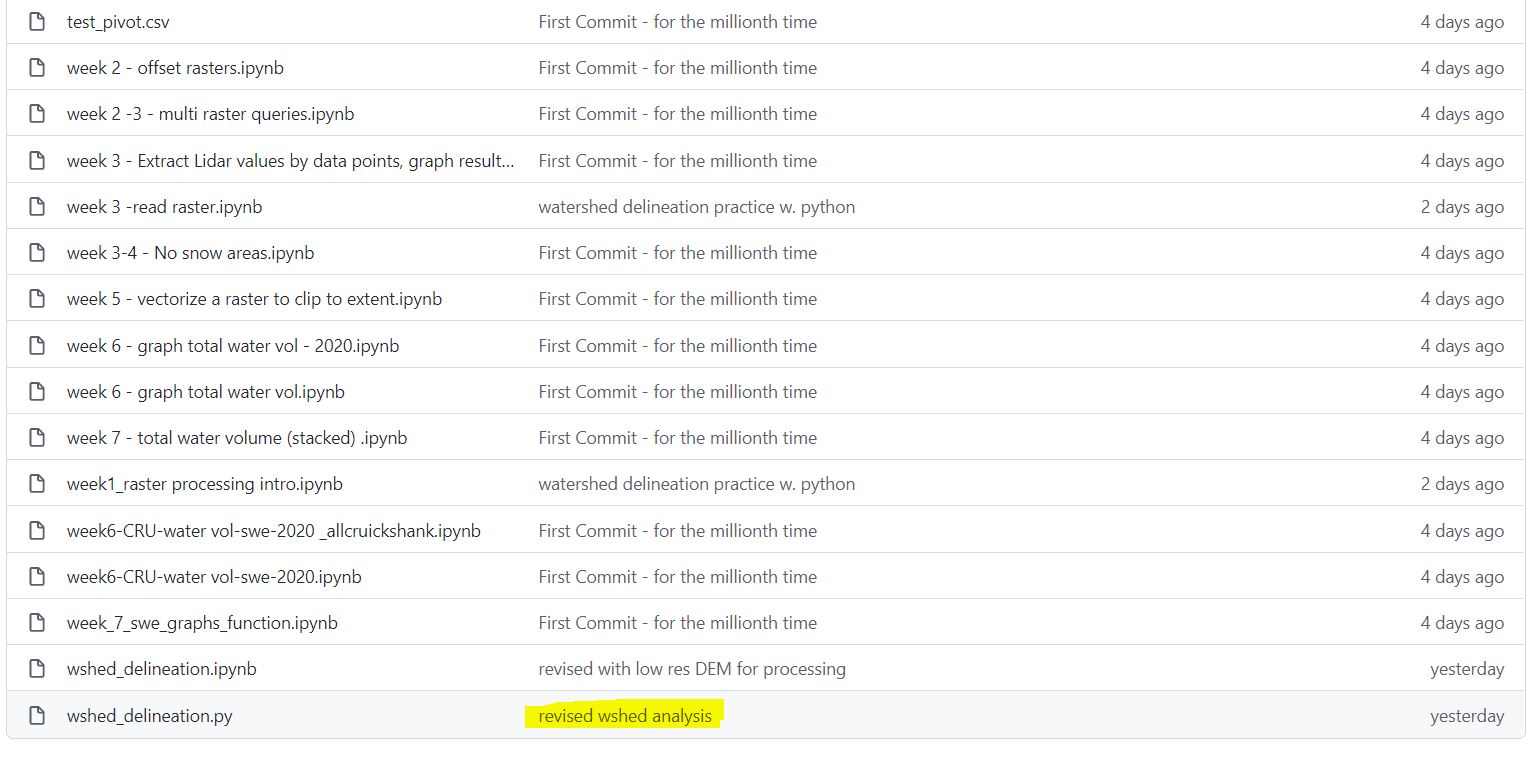 test_pivot.csv First Commit - for the millionth time 4 days ago
week 2 - offset rasters.ipynb First Commit - for the millionth time 4 days ago
week 2 -3 - multi raster queries.ipynb First Commit - for the millionth time 4 days ago
week 3 - Extract Lidar values by data points, graph result... First Commit - for the millionth time 4 days ago
week 3 -read raster.ipynb watershed delineation practice w. python 2 days ago
week 3-4 - No snow areas.ipynb First Commit - for the millionth time 4 days ago
week 5 - vectorize a raster to clip to extent.ipynb First Commit - for the millionth time 4 days ago
week 6 - graph total water vol - 2020.ipynb First Commit - for the millionth time 4 days ago
week 6 - graph total water vol.ipynb First Commit - for the millionth time 4 days ago
week 7 - total water volume (stacked) .ipynb First Commit - for the millionth time 4 days ago
week1_raster processing intro.ipynb watershed delineation practice w. python 2 days ago
week6-CRU-water vol-swe-2020 _allcruickshank.ipynb First Commit - for the millionth time 4 days ago
week6-CRU-water vol-swe-2020.ipynb First Commit - for the millionth time 4 days ago
week_7_swe_graphs_function.ipynb First Commit - for the millionth time 4 days ago
wshed_delineation.ipynb revised with low res DEM for processing yesterday
wshed_delineation.py revised wshed analysis yesterday